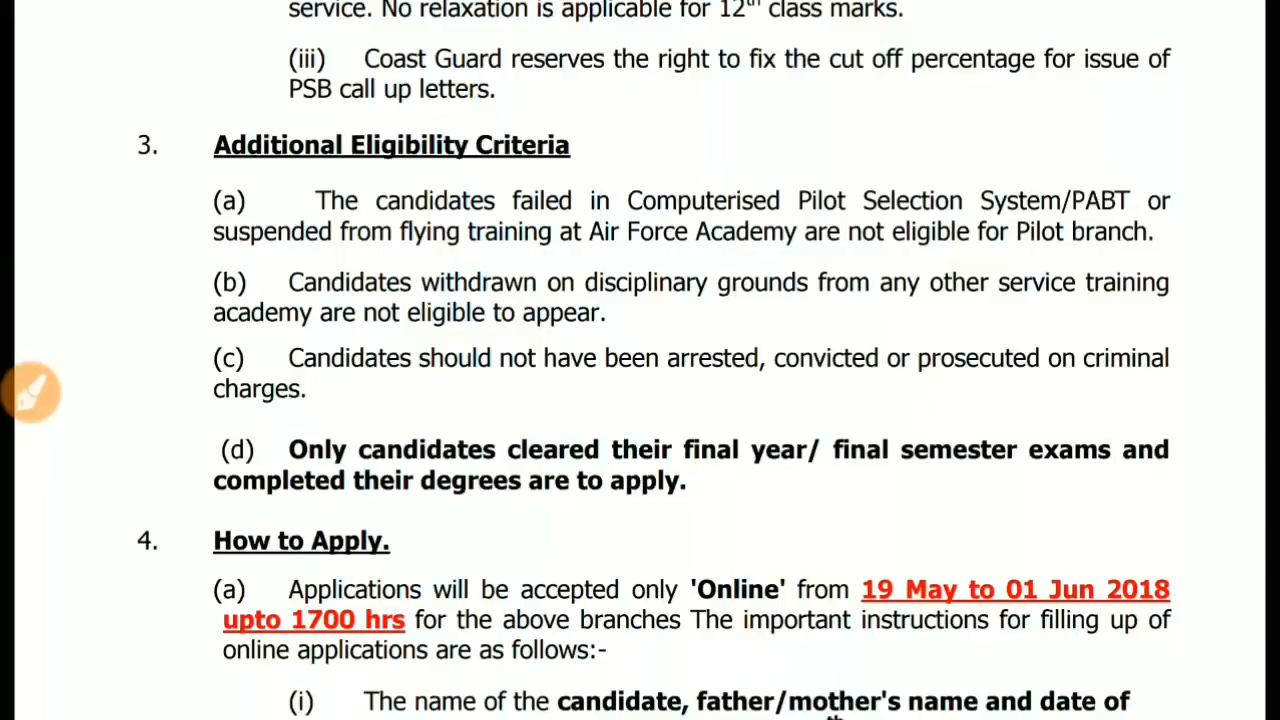 service. No relaxation is applicable for 12th class marks.
(iii) Coast Guard reserves the right to fix the cut off percentage for issue of
PSB call up letters.
3. Additional Eligibility Criteria
(a) The candidates failed in Computerised Pilot Selection System/PABT or
suspended from flying training at Air Force Academy are not eligible for Pilot branch.
(b) Candidates withdrawn on disciplinary grounds from any other service training
academy are not eligible to appear.
(c) Candidates should not have been arrested, convicted or prosecuted on criminal
charges.
(d) Only candidates cleared their final year/ final semester exams and
completed their degrees are to apply.
4. How to Apply.
(a) Applications will be accepted only 'Online' from 19 May to 01 Jun 2018
upto 1700 hrs for the above branches The important instructions for filling up of
online applications are as follows:-
(i) The name of the candidate, father/mother's name and date of